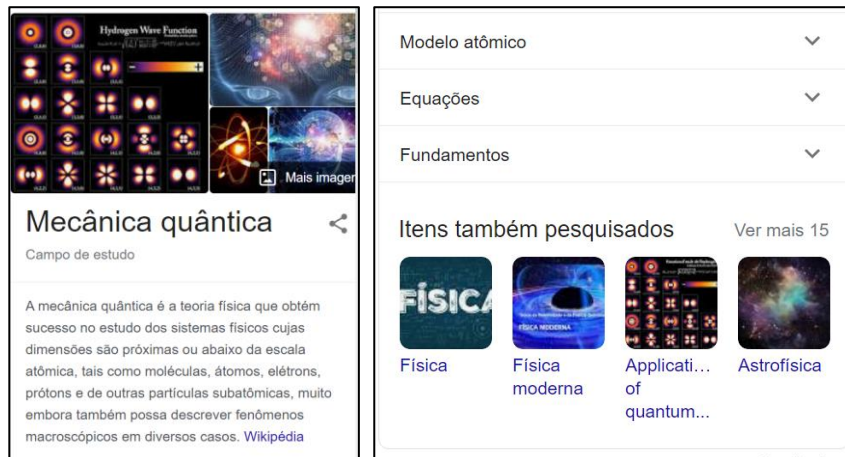 Hydrogen Wave Function
Mais imagen
Mecânica quântica
Campo de estudo
A mecânica quântica é a teoria física que obtém
sucesso no estudo dos sistemas físicos cujas
dimensões são próximas ou abaixo da escala
atômica, tais como moléculas, átomos, elétrons,
prótons e de outras partículas subatômicas, muito
embora também possa descrever fenômenos
macroscópicos em diversos casos. Wikipédia
Modelo atômico
Equações
Fundamentos
Itens também pesquisados
Ver mais 15
FÍSICA
FÍSICA MODERNA
Física
Física
moderna
Applicati...
of
quantum...
Astrofísica